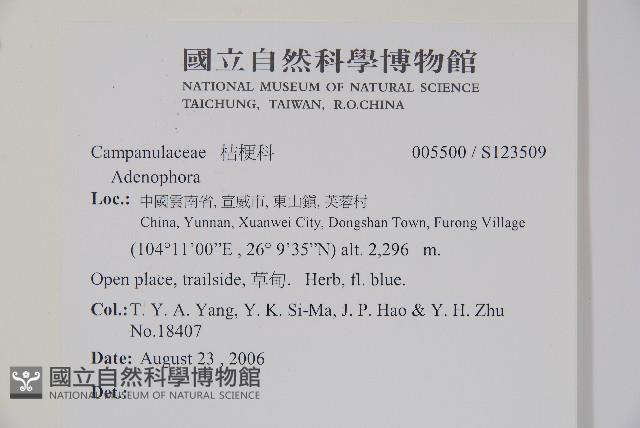 國立自然科學博物館
NATIONAL MUSEUM OF NATURAL SCIENCE
TAICHUNG, TAIWAN, R.O.CHINA
Campanulaceae 桔梗科 005500 / S123509
Adenophora
Loc.: 中國雲南省, 宣威市, 東山鎮, 芙蓉村
China, Yunnan, Xuanwei City, Dongshan Town, Furong Village
(104°11'00"E , 26° 9'35"N) alt. 2,296 m.
Open place, trailside, 草甸. Herb, fl. blue.
Col.: T. Y. A. Yang, Y. K. Si-Ma, J. P. Hao & Y. H. Zhu
No.18407
Date: August 23 , 2006
Det.:
國立自然科學博物館
NATIONAL MUSEUM OF NATURAL SCIENCE